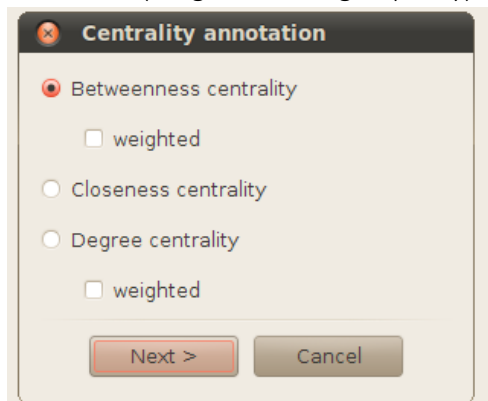 Centrality annotation
Betweenness centrality
weighted
Closeness centrality
Degree centrality
weighted
Next > Cancel